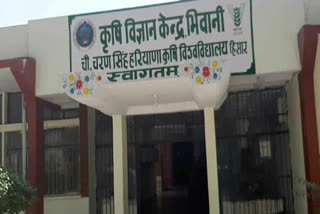 कृषि विज्ञान केन्द्र भिवानी
चौ. चरण सिंह हरियाणा कृषि विश्वविद्यालय हिसार
स्वागतम्